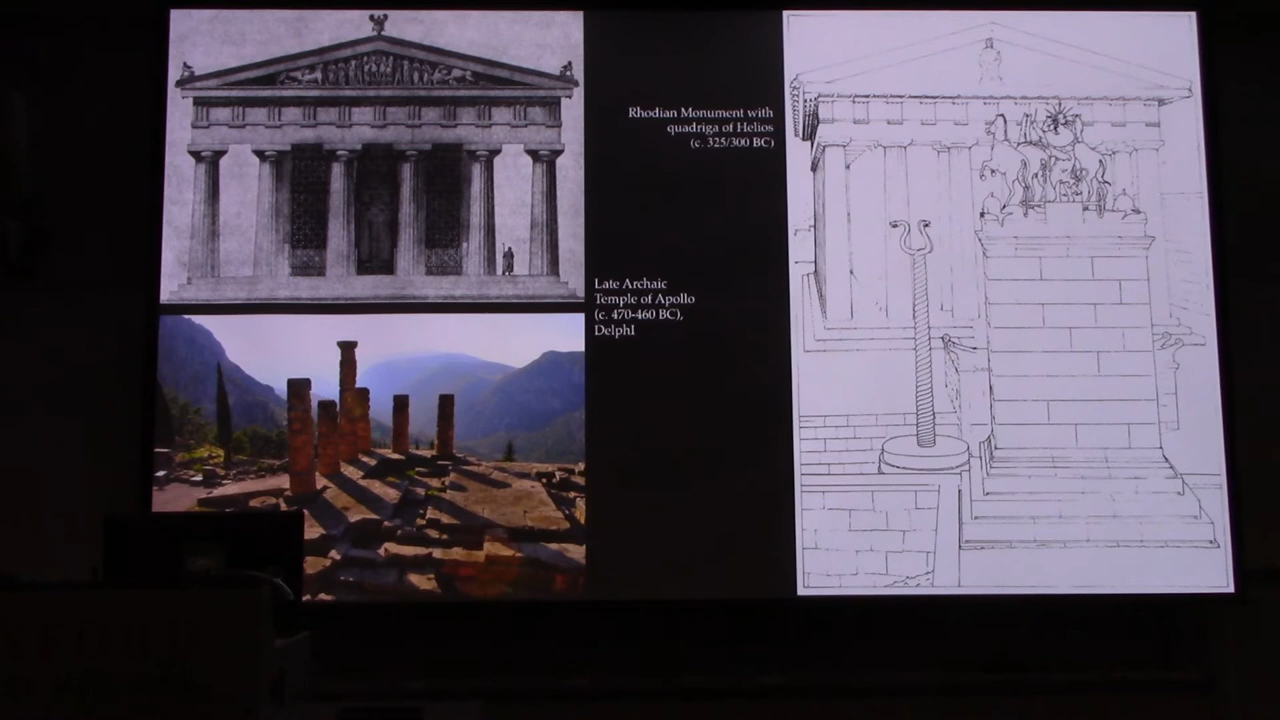 Rhodian Monument with
quadriga of Helios
(c. 325/300 BC)
Late Archaic
Temple of Apollo
(c. 470-460 BC),
DelphI